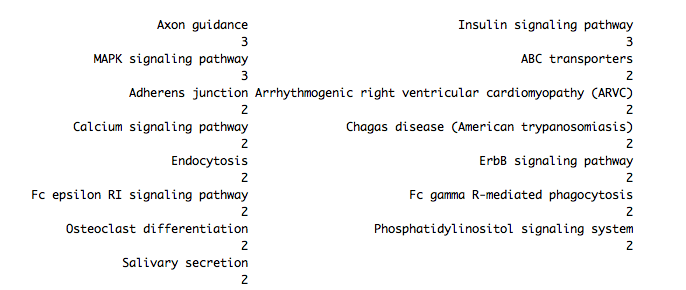 Axon guidance Insulin signaling pathway
3 3
MAPK signaling pathway ABC transporters
3 2
Adherens junction Arrhythmogenic right ventricular cardiomyopathy (ARVC)
2 2
Calcium signaling pathway Chagas disease (American trypanosomiasis)
2 2
Endocytosis ErbB signaling pathway
2 2
Fc epsilon RI signaling pathway Fc gamma R-mediated phagocytosis
2 2
Osteoclast differentiation Phosphatidylinositol signaling system
2 2
Salivary secretion
2